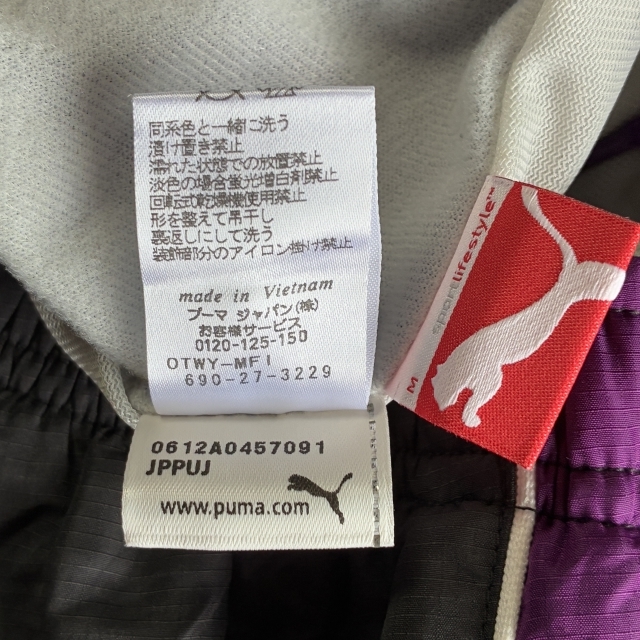 同系色と一緒に洗う
漬け置き禁止
濡れた状態での放置禁止
淡色の場合蛍光増白剤禁止
回転式乾燥機使用禁止
形を整えて吊干し
裏返しにして洗う
装飾部分のアイロン掛け禁止
made in Vietnam
プーマ ジャパン(株)
お客様サービス
0120-125-150
OTWY-MFI
690-27-3229
0612A0457091
JPPUJ
www.puma.com
M
sportlifestyle™